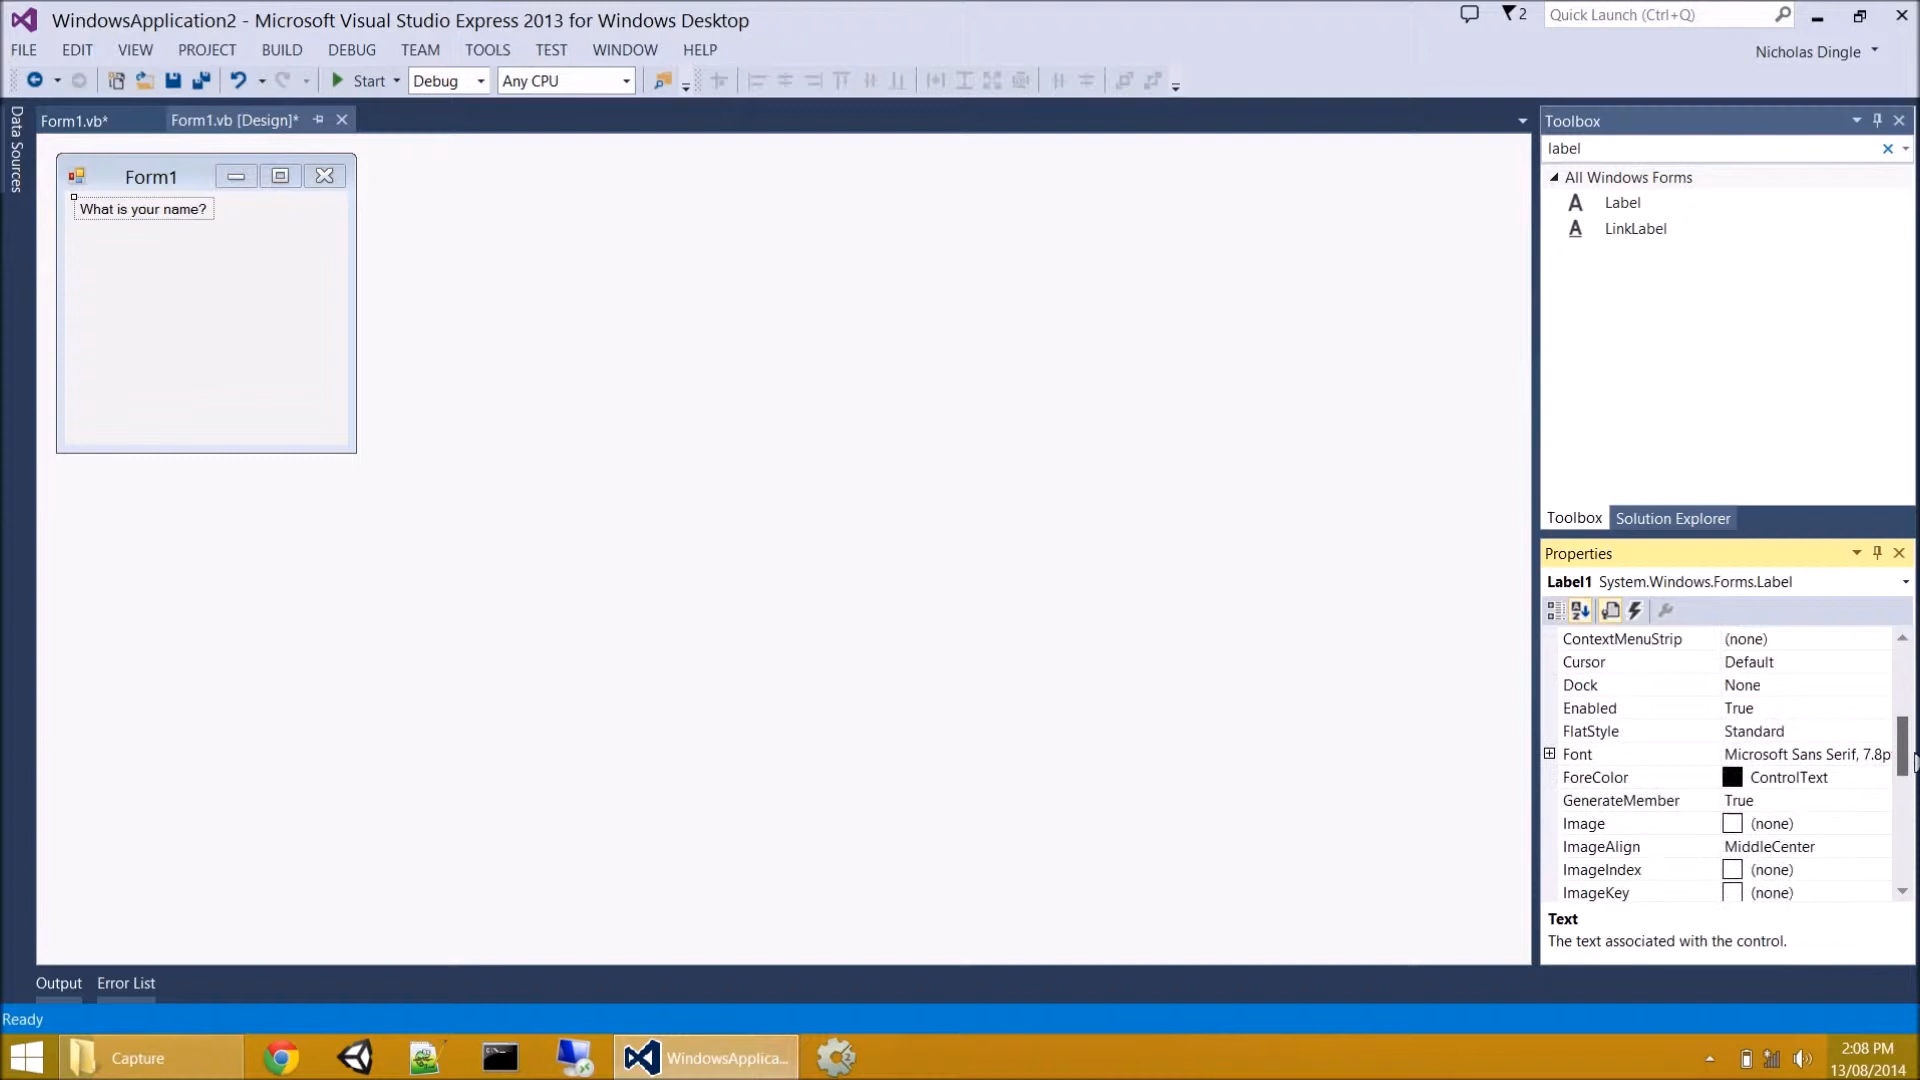 WindowsApplication2 - Microsoft Visual Studio Express 2013 for Windows Desktop
2
Quick Launch (Ctrl+Q)
FILE EDIT VIEW PROJECT BUILD DEBUG TEAM TOOLS TEST WINDOW HELP
Nicholas Dingle
Start Debug Any CPU
Data Sources
Form1.vb* Form1.vb [Design]*
Form1
What is your name?
Toolbox
label
All Windows Forms
A Label
A LinkLabel
Toolbox Solution Explorer
Properties
Label1 System.Windows.Forms.Label
ContextMenuStrip (none)
Cursor Default
Dock None
Enabled True
FlatStyle Standard
Font Microsoft Sans Serif, 7.8p
ForeColor ControlText
GenerateMember True
Image (none)
ImageAlign MiddleCenter
ImageIndex (none)
ImageKey (none)
Text
The text associated with the control.
Output Error List
Ready
Capture
WindowsApplica...
2:08 PM
13/08/2014